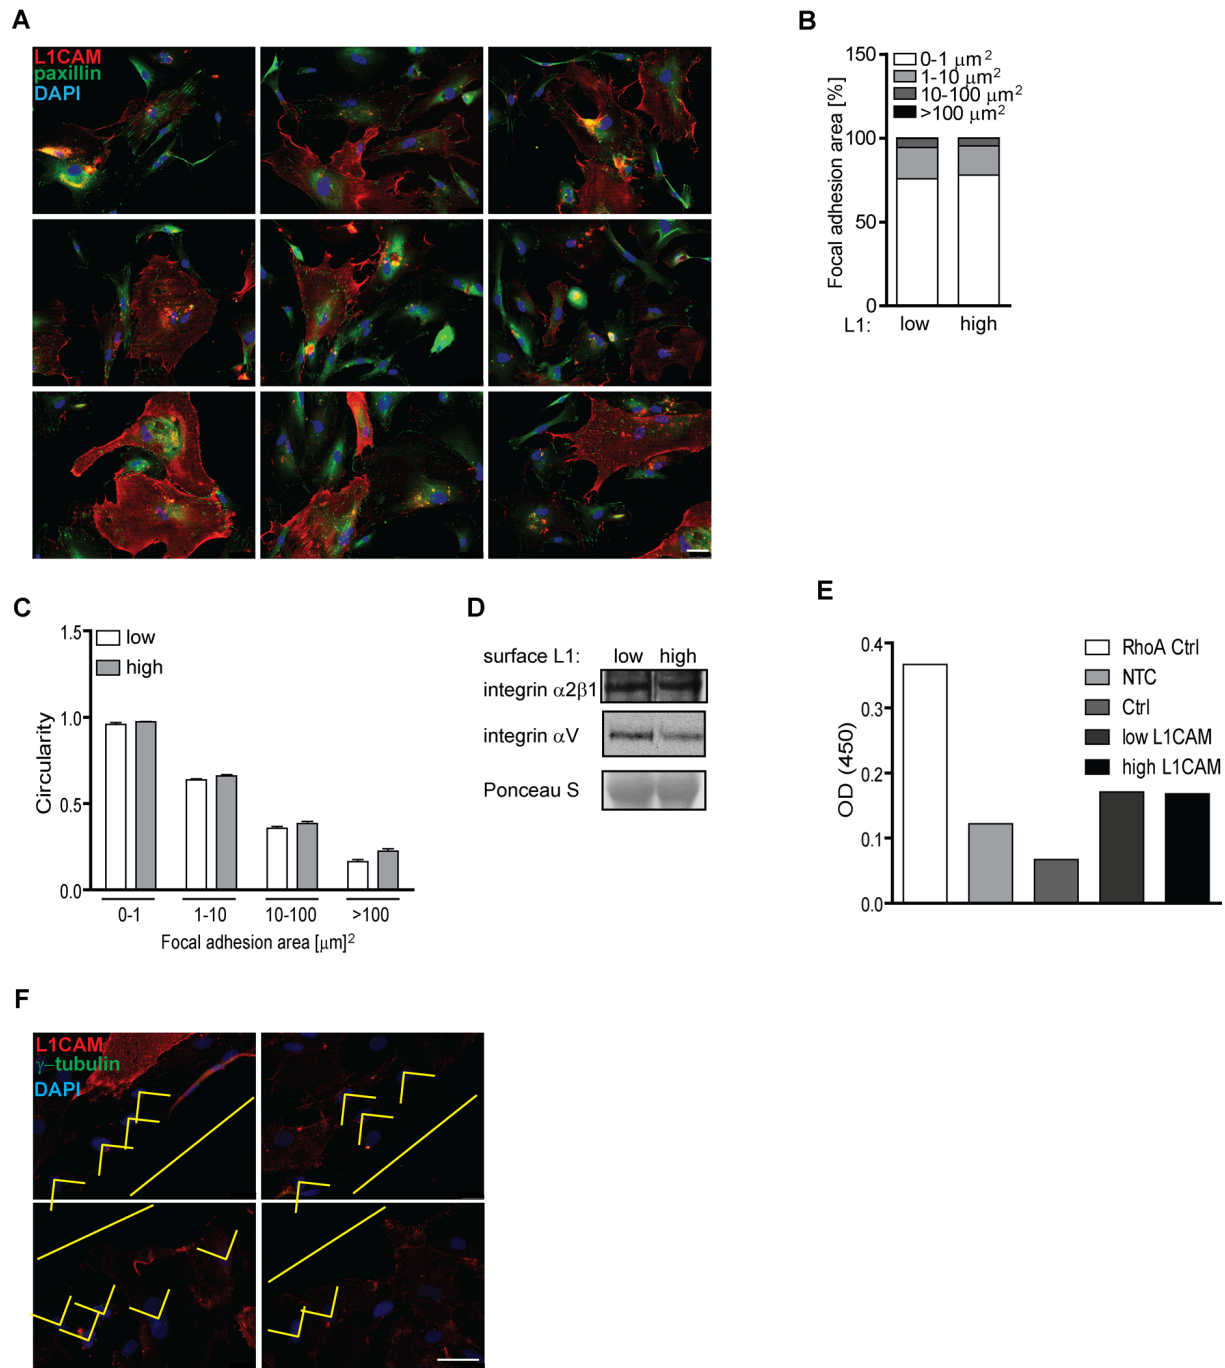 A
L1CAM
paxillin
DAPI
B
Focal adhesion area [%]
150
100
50
0
0-1 μm²
1-10 μm²
10-100 μm²
>100 μm²
L1: low high
C
Circularity
1.5
1.0
0.5
0.0
low
high
0-1 1-10 10-100 >100
Focal adhesion area [μm]²
D
surface L1: low high
integrin α2β1
integrin αV
Ponceau S
E
OD (450)
0.4
0.3
0.2
0.1
0.0
RhoA Ctrl
NTC
Ctrl
low L1CAM
high L1CAM
F
L1CAM
γ–tubulin
DAPI